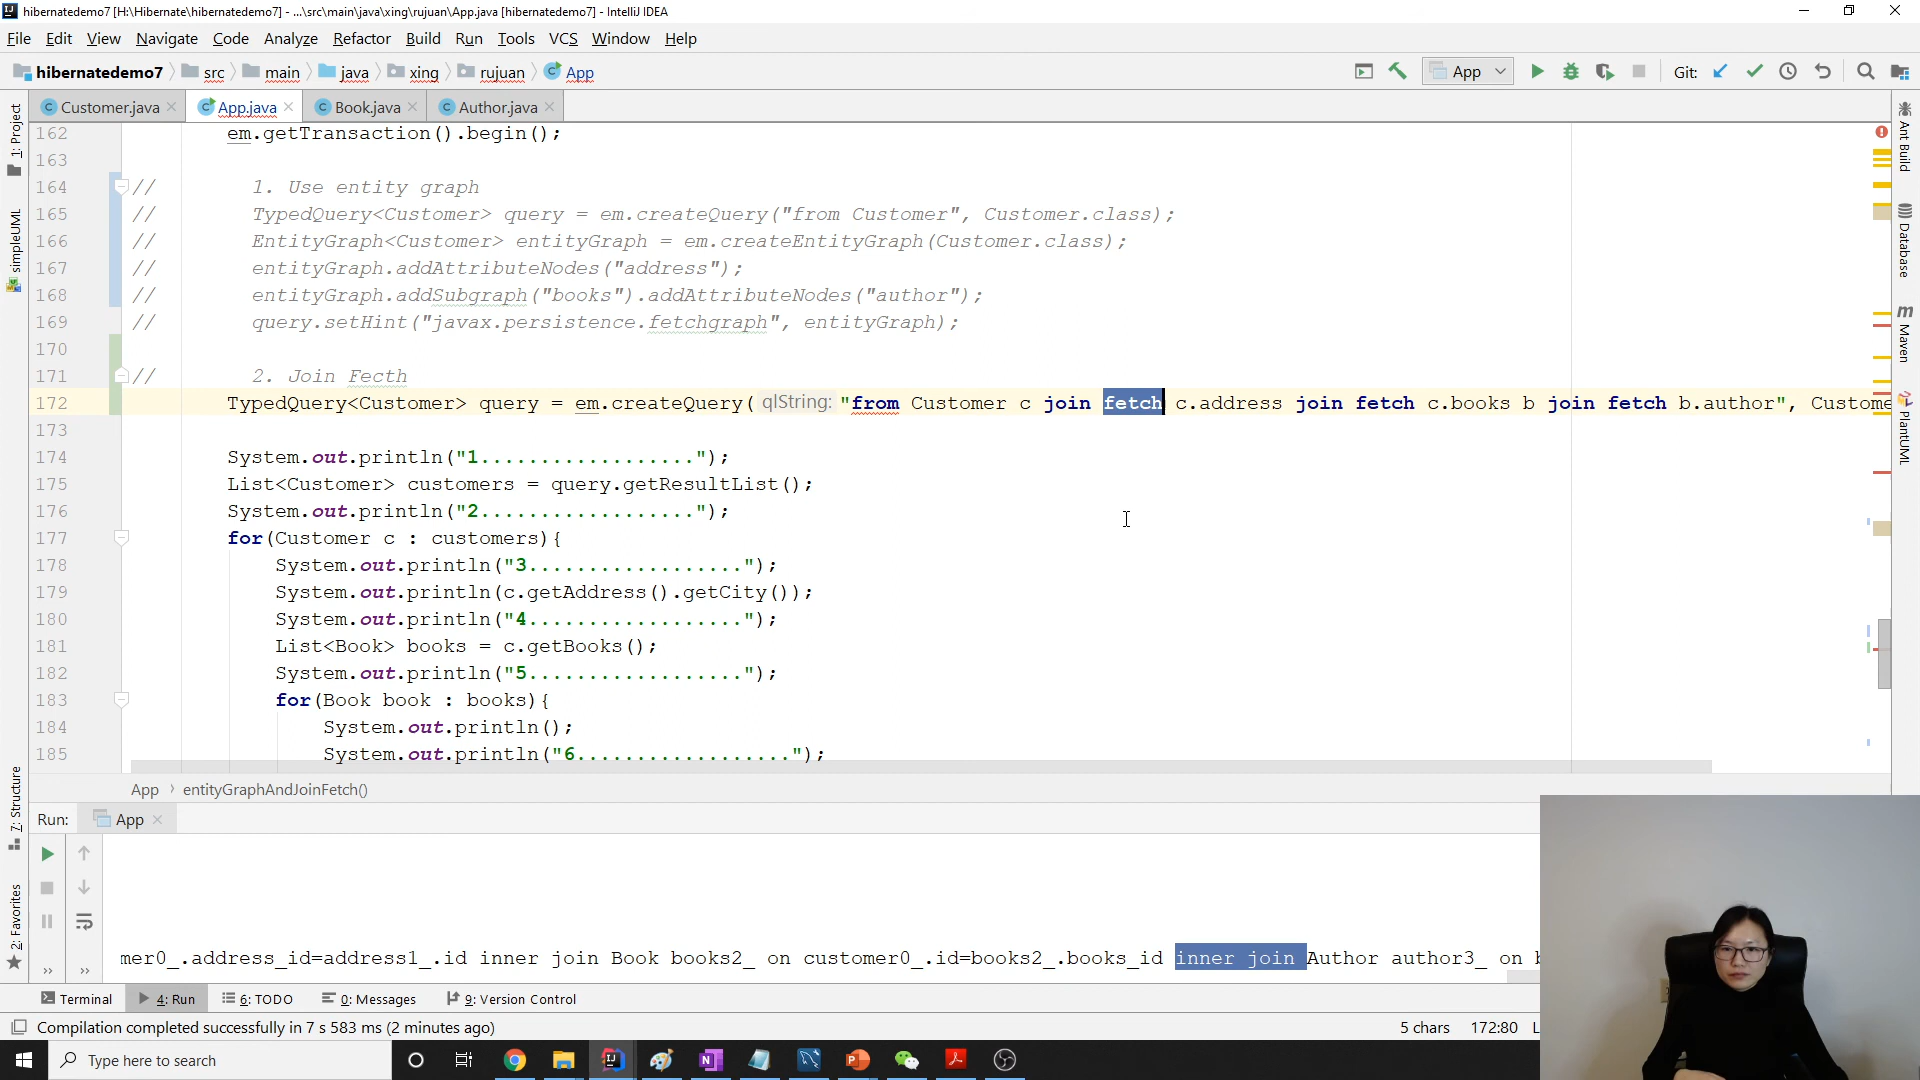 hibernatedemo7 [H:\Hibernate\hibernatedemo7] - ...\src\main\java\xing\rujuan\App.java [hibernatedemo7] - IntelliJ IDEA
File Edit View Navigate Code Analyze Refactor Build Run Tools VCS Window Help
hibernatedemo7 src main java xing rujuan App App Git:
Customer.java App.java Book.java Author.java
162 em.getTransaction().begin();
163
164 // 1. Use entity graph
165 // TypedQuery<Customer> query = em.createQuery("from Customer", Customer.class);
166 // EntityGraph<Customer> entityGraph = em.createEntityGraph(Customer.class);
167 // entityGraph.addAttributeNodes("address");
168 // entityGraph.addSubgraph("books").addAttributeNodes("author");
169 // query.setHint("javax.persistence.fetchgraph", entityGraph);
170
171 // 2. Join Fecth
172 TypedQuery<Customer> query = em.createQuery( qlString: "from Customer c join fetch c.address join fetch c.books b join fetch b.author", Custome
173
174 System.out.println("1..................");
175 List<Customer> customers = query.getResultList();
176 System.out.println("2..................");
177 for(Customer c : customers){
178 System.out.println("3..................");
179 System.out.println(c.getAddress().getCity());
180 System.out.println("4..................");
181 List<Book> books = c.getBooks();
182 System.out.println("5..................");
183 for(Book book : books){
184 System.out.println();
185 System.out.println("6..................");
App entityGraphAndJoinFetch()
Run: App
mer0_.address_id=address1_.id inner join Book books2_ on customer0_.id=books2_.books_id inner join Author author3_ on b
Terminal 4: Run 6: TODO 0: Messages 9: Version Control
Compilation completed successfully in 7 s 583 ms (2 minutes ago) 5 chars 172:80
Type here to search
1: Project
simpleUML
7: Structure
2: Favorites
Ant Build
Database
Maven
PlantUML